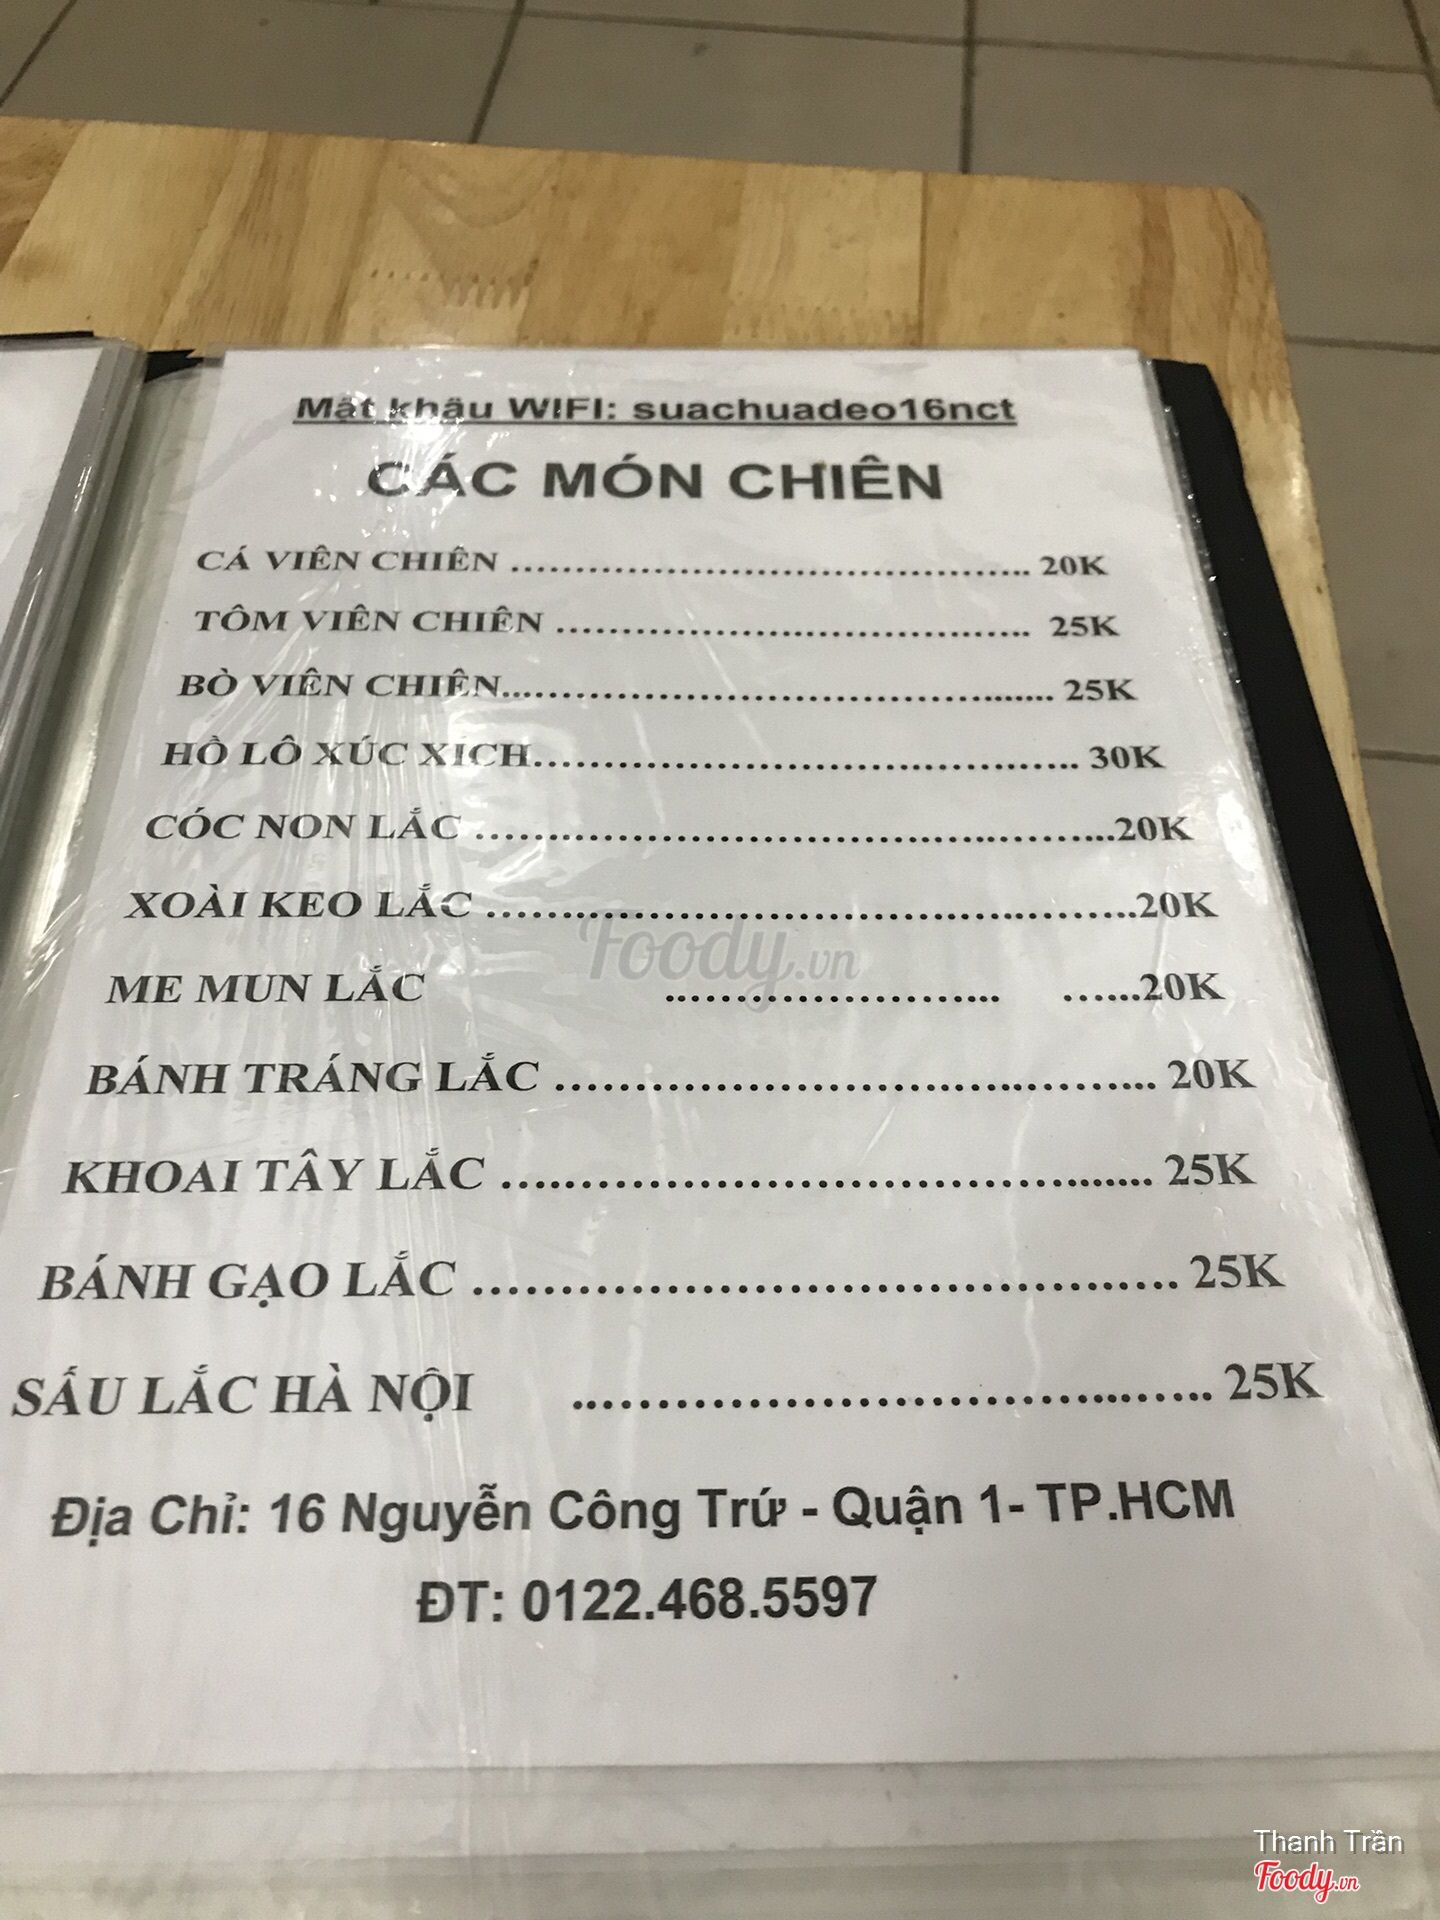 Mật khẩu WIFI: suachuadeo16nct
CÁC MÓN CHIÊN
CÁ VIÊN CHIÊN ........................................ 20K
TÔM VIÊN CHIÊN ........................................ 25K
BÒ VIÊN CHIÊN........................................ 25K
HỒ LÔ XÚC XÍCH........................................ 30K
CÓC NON LẮC ........................................20K
XOÀI KEO LẮC ........................................20K
ME MUN LẮC ........................ .......20K
BÁNH TRÁNG LẮC ........................................ 20K
KHOAI TÂY LẮC ........................................ 25K
BÁNH GẠO LẮC ........................................ 25K
SẤU LẮC HÀ NỘI ........................................ 25K
Địa Chỉ: 16 Nguyễn Công Trứ - Quận 1- TP.HCM
ĐT: 0122.468.5597
Foody.vn
Thanh Trần
Foody.vn